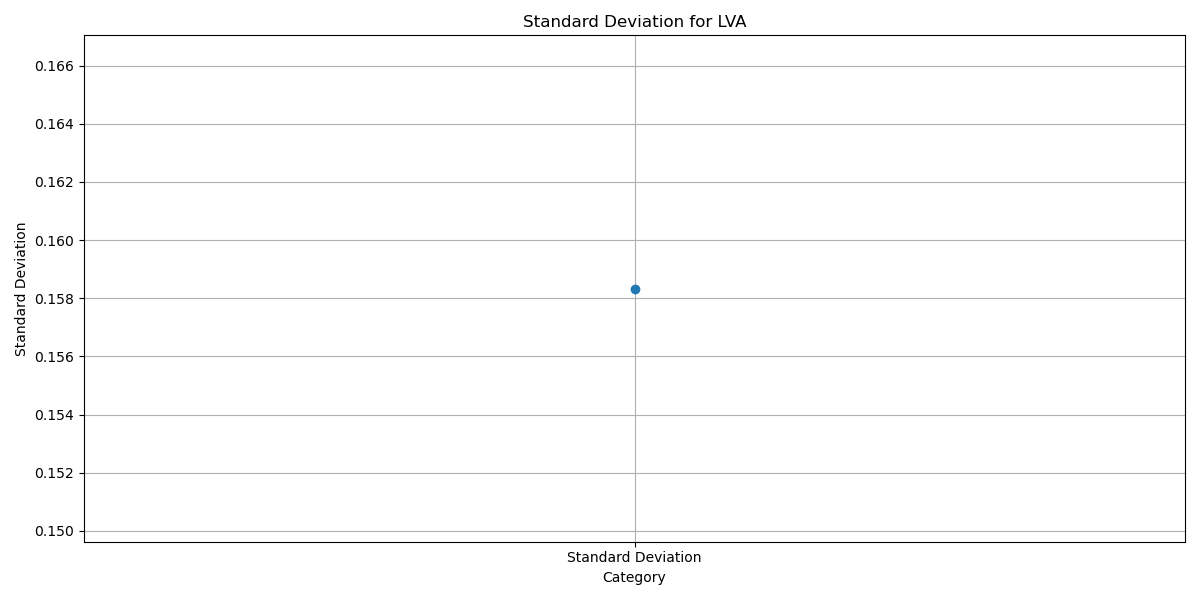 Standard Deviation for LVA
0.166
0.164
0.162
0.160
0.158
0.156
0.154
0.152
0.150
Standard Deviation
Standard Deviation
Category